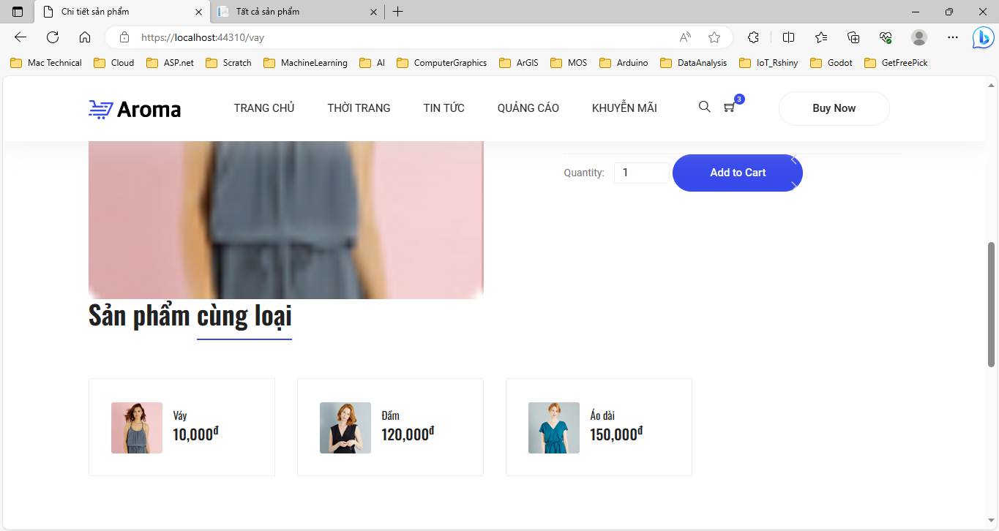 Chi tiết sản phẩm
Tất cả sản phẩm
https://localhost:44310/vay
Mac Technical
Cloud
ASP.net
Scratch
MachineLearning
AI
ComputerGraphics
ArGIS
MOS
Arduino
DataAnalysis
IoT_Rshiny
Godot
GetFreePick
Aroma
TRANG CHỦ
THỜI TRANG
TIN TỨC
QUẢNG CÁO
KHUYỄN MÃI
3
Buy Now
Quantity:
1
Add to Cart
Sản phẩm cùng loại
Váy
10,000đ
Đầm
120,000đ
Áo dài
150,000đ